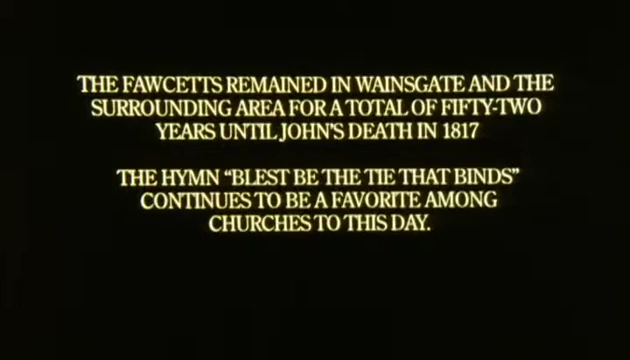 THE FAWCETTS REMAINED IN WAINSGATE AND THE
SURROUNDING AREA FOR A TOTAL OF FIFTY-TWO
YEARS UNTIL JOHN'S DEATH IN 1817
THE HYMN “BLEST BE THE TIE THAT BINDS”
CONTINUES TO BE A FAVORITE AMONG
CHURCHES TO THIS DAY.